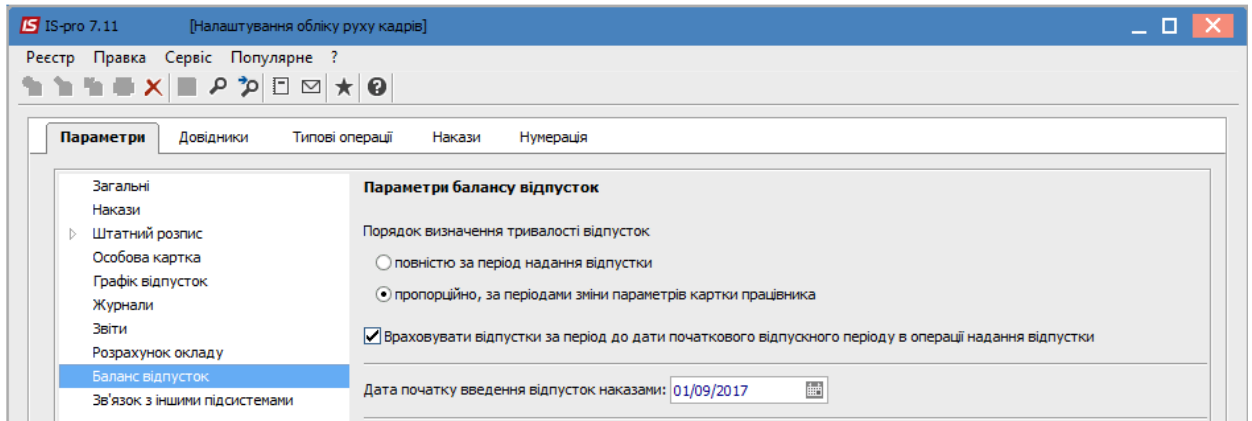 IS IS-pro 7.11 [Налаштування обліку руху кадрів]
Реєстр Правка Сервіс Популярне ?
Параметри Довідники Типові операції Накази Нумерація
Загальні
Накази
Штатний розпис
Особова картка
Графік відпусток
Журнали
Звіти
Розрахунок окладу
Баланс відпусток
Зв'язок з іншими підсистемами
Параметри балансу відпусток
Порядок визначення тривалості відпусток
повністю за період надання відпустки
пропорційно, за періодами зміни параметрів картки працівника
Враховувати відпустки за період до дати початкового відпускного періоду в операції надання відпустки
Дата початку введення відпусток наказами: 01/09/2017